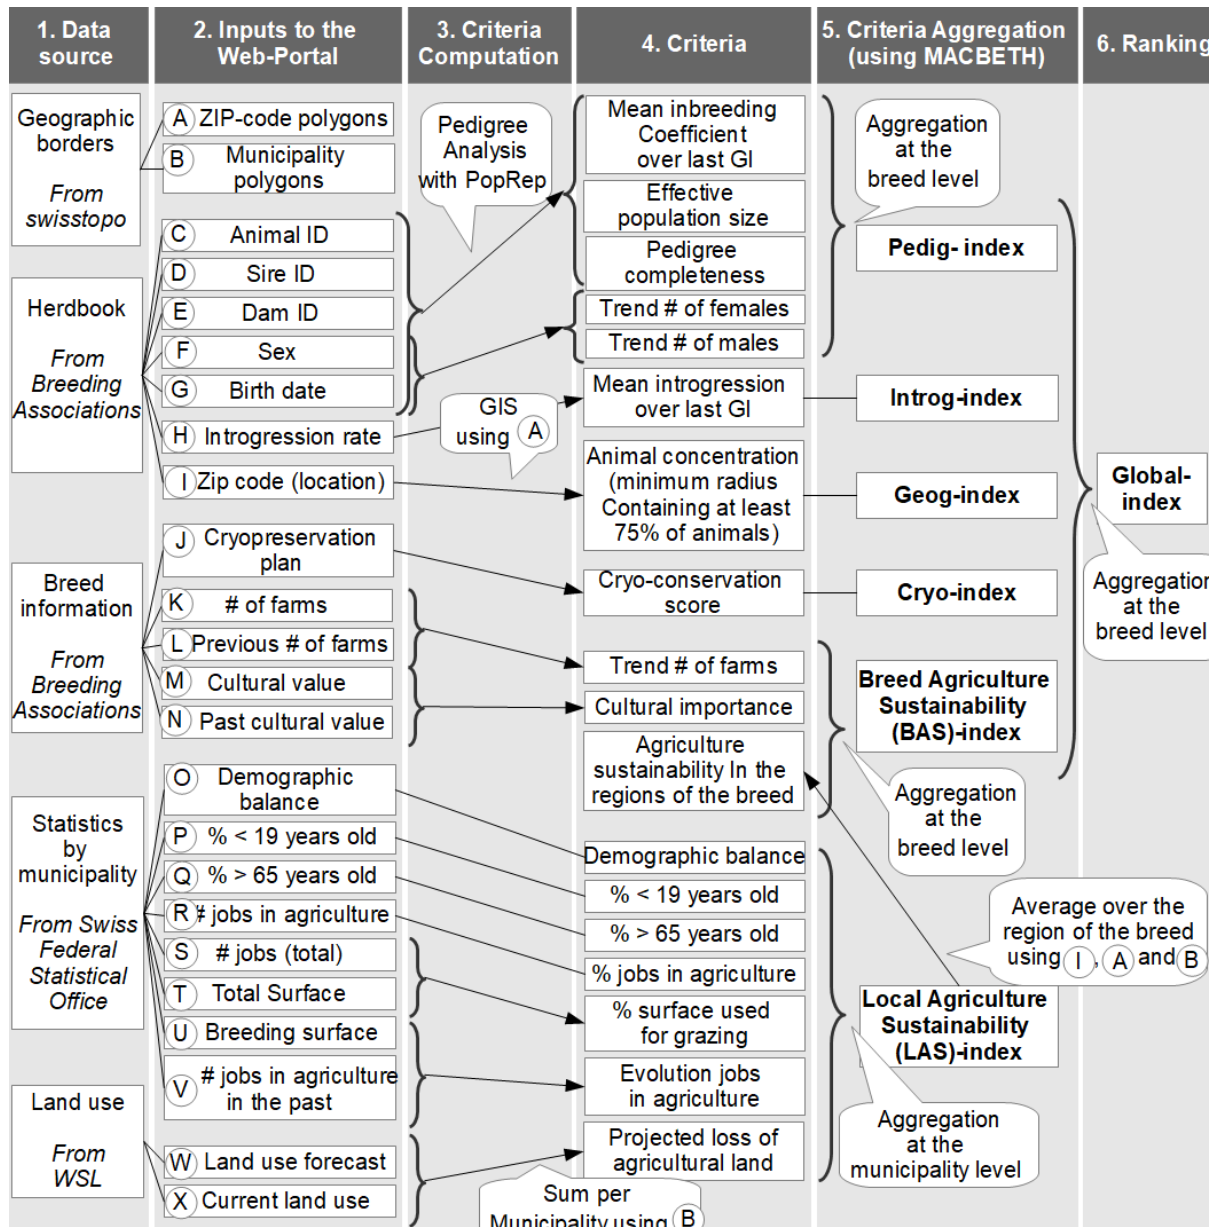 1. Data
source
2. Inputs to the
Web-Portal
3. Criteria
Computation
4. Criteria
5. Criteria Aggregation
(using MACBETH)
6. Ranking
Geographic
borders
From
swisstopo
Herdbook
From
Breeding
Associations
Breed
information
From
Breeding
Associations
Statistics
by
municipality
From Swiss
Federal
Statistical
Office
Land use
From
WSL
A ZIP-code polygons
B Municipality
polygons
C Animal ID
D Sire ID
E Dam ID
F Sex
G Birth date
H Introgression rate
I Zip code (location)
J Cryopreservation
plan
K # of farms
L Previous # of farms
M Cultural value
N Past cultural value
O Demographic
balance
P % < 19 years old
Q % > 65 years old
R # jobs in agriculture
S # jobs (total)
T Total Surface
U Breeding surface
V # jobs in agriculture
in the past
W Land use forecast
X Current land use
Pedigree
Analysis
with PopRep
GIS
using A
Sum per
Municipality using B
Mean inbreeding
Coefficient
over last GI
Effective
population size
Pedigree
completeness
Trend # of females
Trend # of males
Mean introgression
over last GI
Animal concentration
(minimum radius
Containing at least
75% of animals)
Cryo-conservation
score
Trend # of farms
Cultural importance
Agriculture
sustainability In the
regions of the breed
Demographic balance
% < 19 years old
% > 65 years old
% jobs in agriculture
% surface used
for grazing
Evolution jobs
in agriculture
Projected loss of
agricultural land
Aggregation
at the
breed level
Pedig- index
Introg-index
Geog-index
Cryo-index
Breed Agriculture
Sustainability
(BAS)-index
Aggregation
at the
breed level
Average over the
region of the breed
using I, A and B
Local Agriculture
Sustainability
(LAS)-index
Aggregation
at the
municipality level
Global-
index
Aggregation
at the
breed level